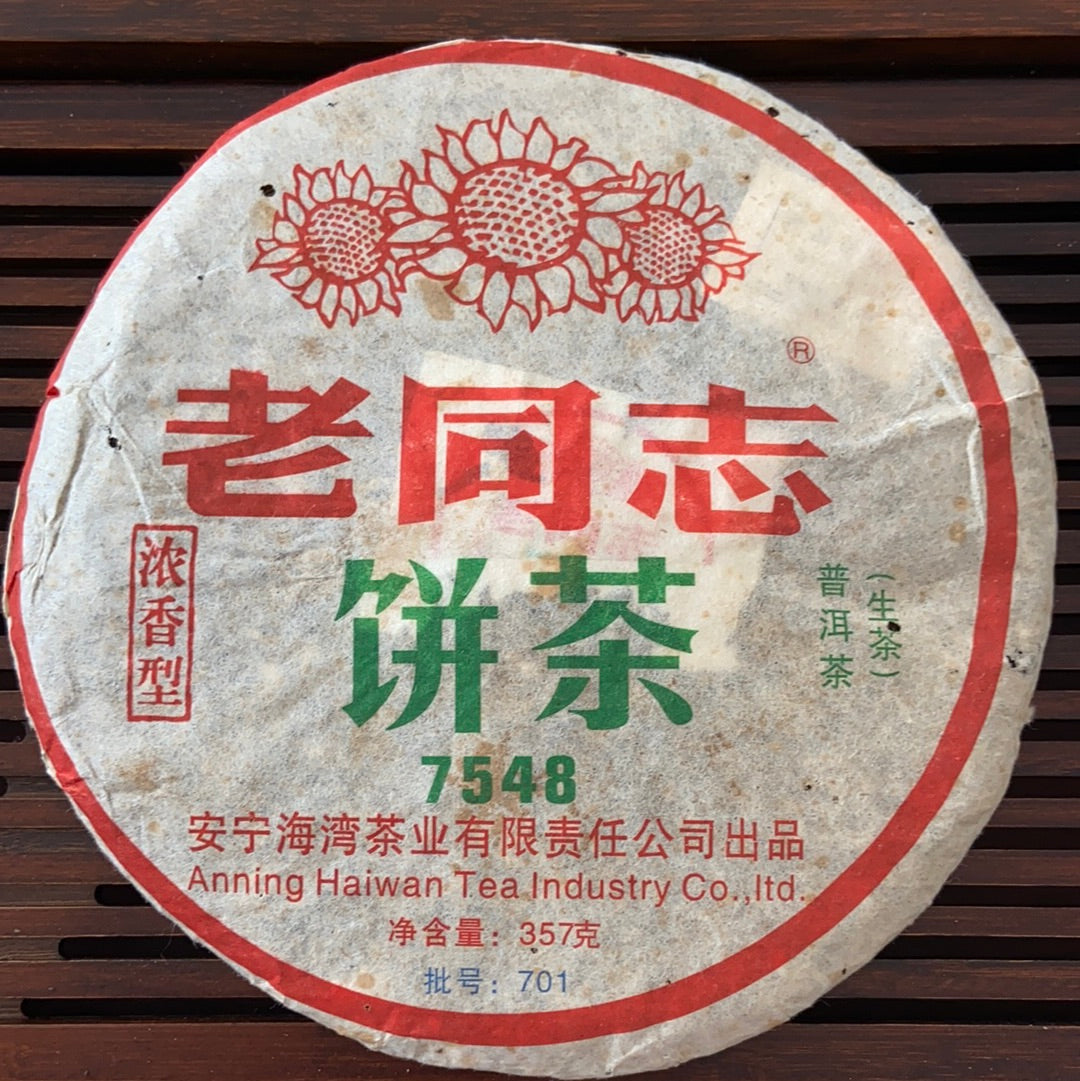 ®
老同志
浓香型
饼茶
普洱茶
(生茶)
7548
安宁海湾茶业有限责任公司出品
Anning Haiwan Tea Industry Co.,ltd.
净含量：357克
批号：701